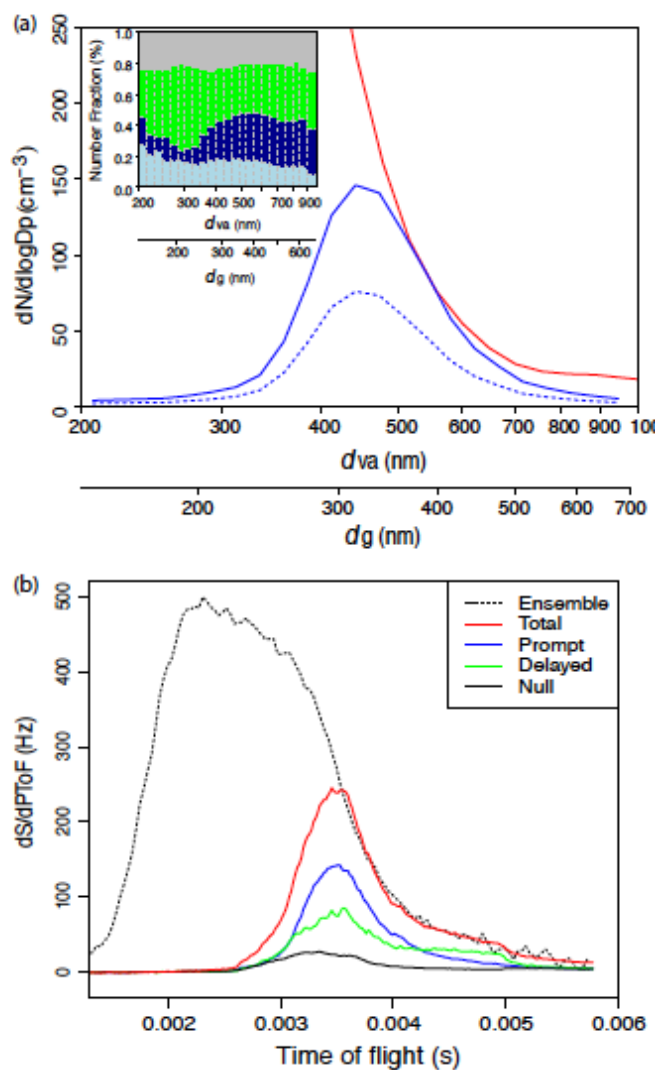 (a)
250
200
150
100
50
0
dN/dlogDp (cm⁻³)
1.0
0.8
0.6
0.4
0.2
0.0
Number Fraction (%)
200 300 400 500 700 900
dva (nm)
200 300 400 600
dg (nm)
200 300 400 500 600 700 800 900 100
dva (nm)
200 300 400 500 600 700
dg (nm)
(b)
500
400
300
200
100
0
dS/dPToF (Hz)
Ensemble
Total
Prompt
Delayed
Null
0.002 0.003 0.004 0.005 0.006
Time of flight (s)